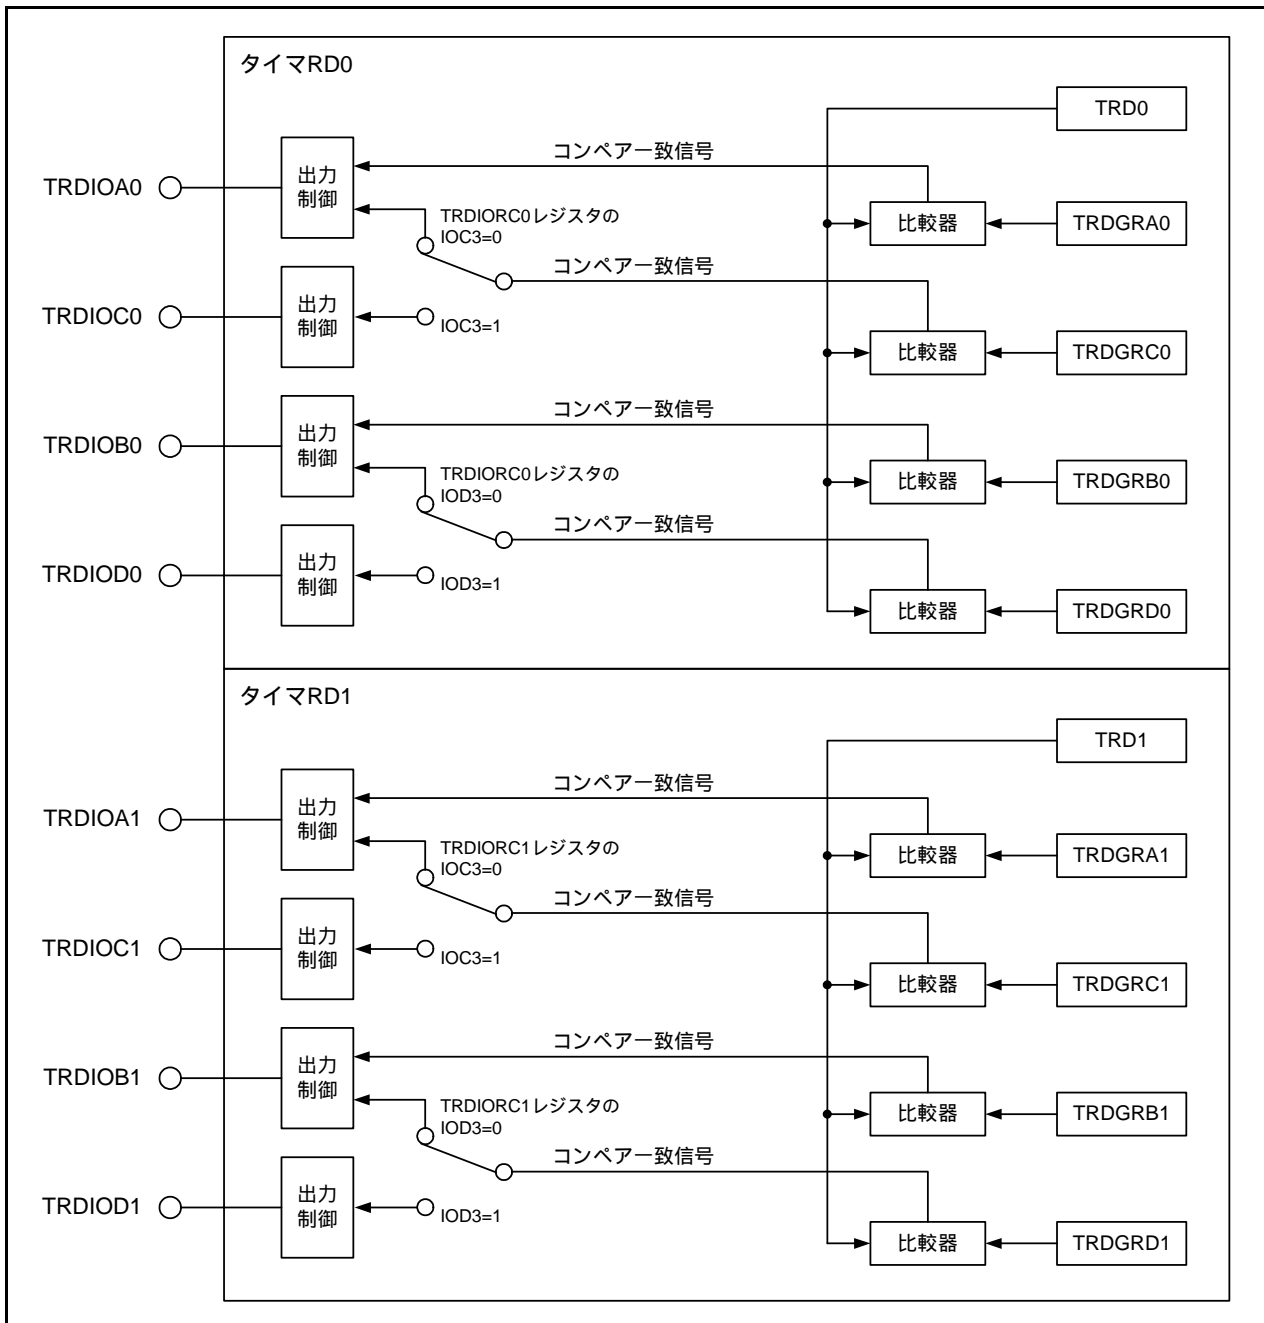 タイマRD0
TRD0
コンペア一致信号
出力
制御
TRDIOA0
TRDIORC0レジスタの
IOC3=0
比較器
TRDGRA0
コンペア一致信号
出力
制御
TRDIOC0
IOC3=1
比較器
TRDGRC0
コンペア一致信号
出力
制御
TRDIOB0
TRDIORC0レジスタの
IOD3=0
比較器
TRDGRB0
コンペア一致信号
出力
制御
TRDIOD0
IOD3=1
比較器
TRDGRD0
タイマRD1
TRD1
コンペア一致信号
出力
制御
TRDIOA1
TRDIORC1レジスタの
IOC3=0
比較器
TRDGRA1
コンペア一致信号
出力
制御
TRDIOC1
IOC3=1
比較器
TRDGRC1
コンペア一致信号
出力
制御
TRDIOB1
TRDIORC1レジスタの
IOD3=0
比較器
TRDGRB1
コンペア一致信号
出力
制御
TRDIOD1
IOD3=1
比較器
TRDGRD1